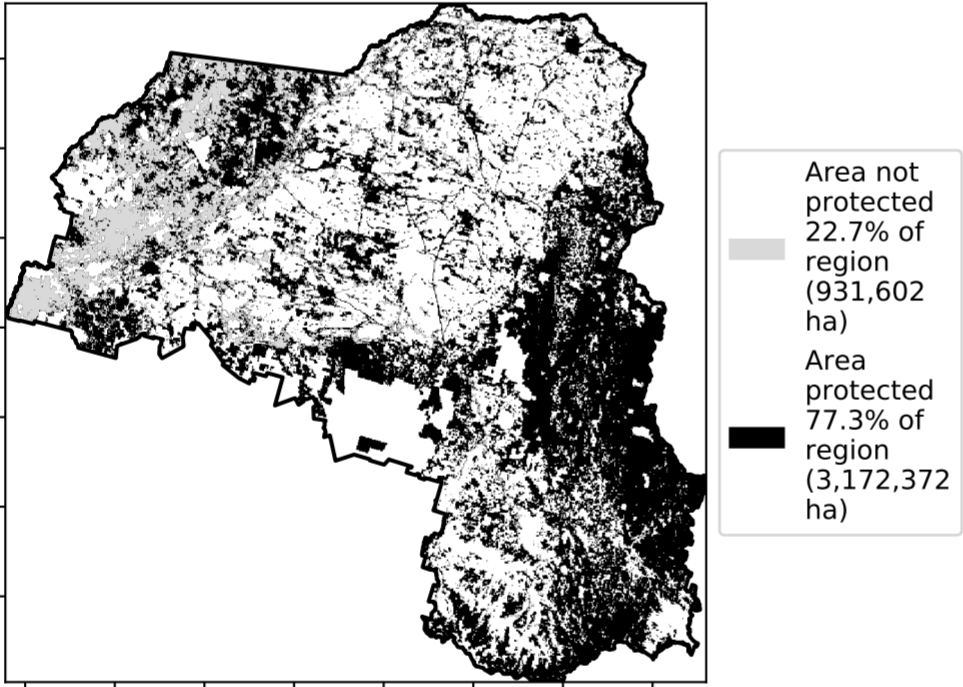 Area not
protected
22.7% of
region
(931,602
ha)
Area
protected
77.3% of
region
(3,172,372
ha)